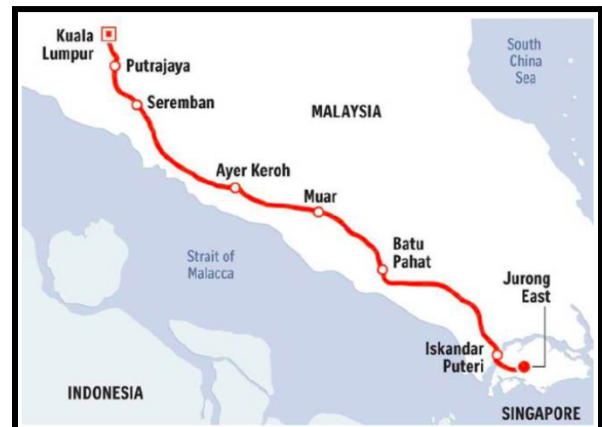 Kuala
Lumpur
Putrajaya
South
China
Sea
Seremban
MALAYSIA
Ayer Keroh
Muar
Strait of
Malacca
Batu
Pahat
Jurong
East
Iskandar
Puteri
INDONESIA
SINGAPORE